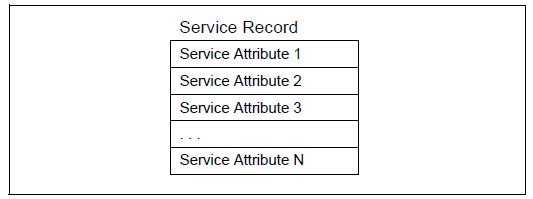 Service Record
Service Attribute 1
Service Attribute 2
Service Attribute 3
. . .
Service Attribute N